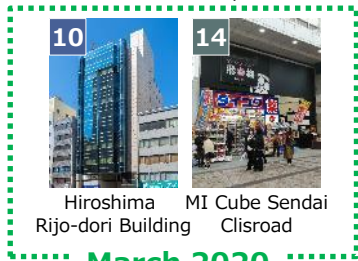 10
14
Hiroshima
Rijo-dori Building
MI Cube Sendai
Clisroad
March 2020